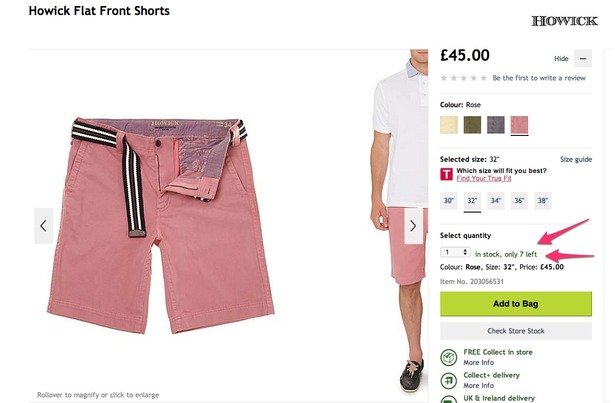 Howick Flat Front Shorts
HOWICK
£45.00
Hide
Be the first to write a review
Colour: Rose
Selected size: 32"
Size guide
T
Which size will fit you best?
Find Your True Fit
30" 32" 34" 36" 38"
Select quantity
1 In stock, only 7 left
Colour: Rose, Size: 32", Price: £45.00
Item No. 203056531
Add to Bag
Check Store Stock
FREE Collect in store
More Info
Collect+ delivery
More Info
UK & Ireland delivery
HOWICK
34
Rollover to magnify or click to enlarge